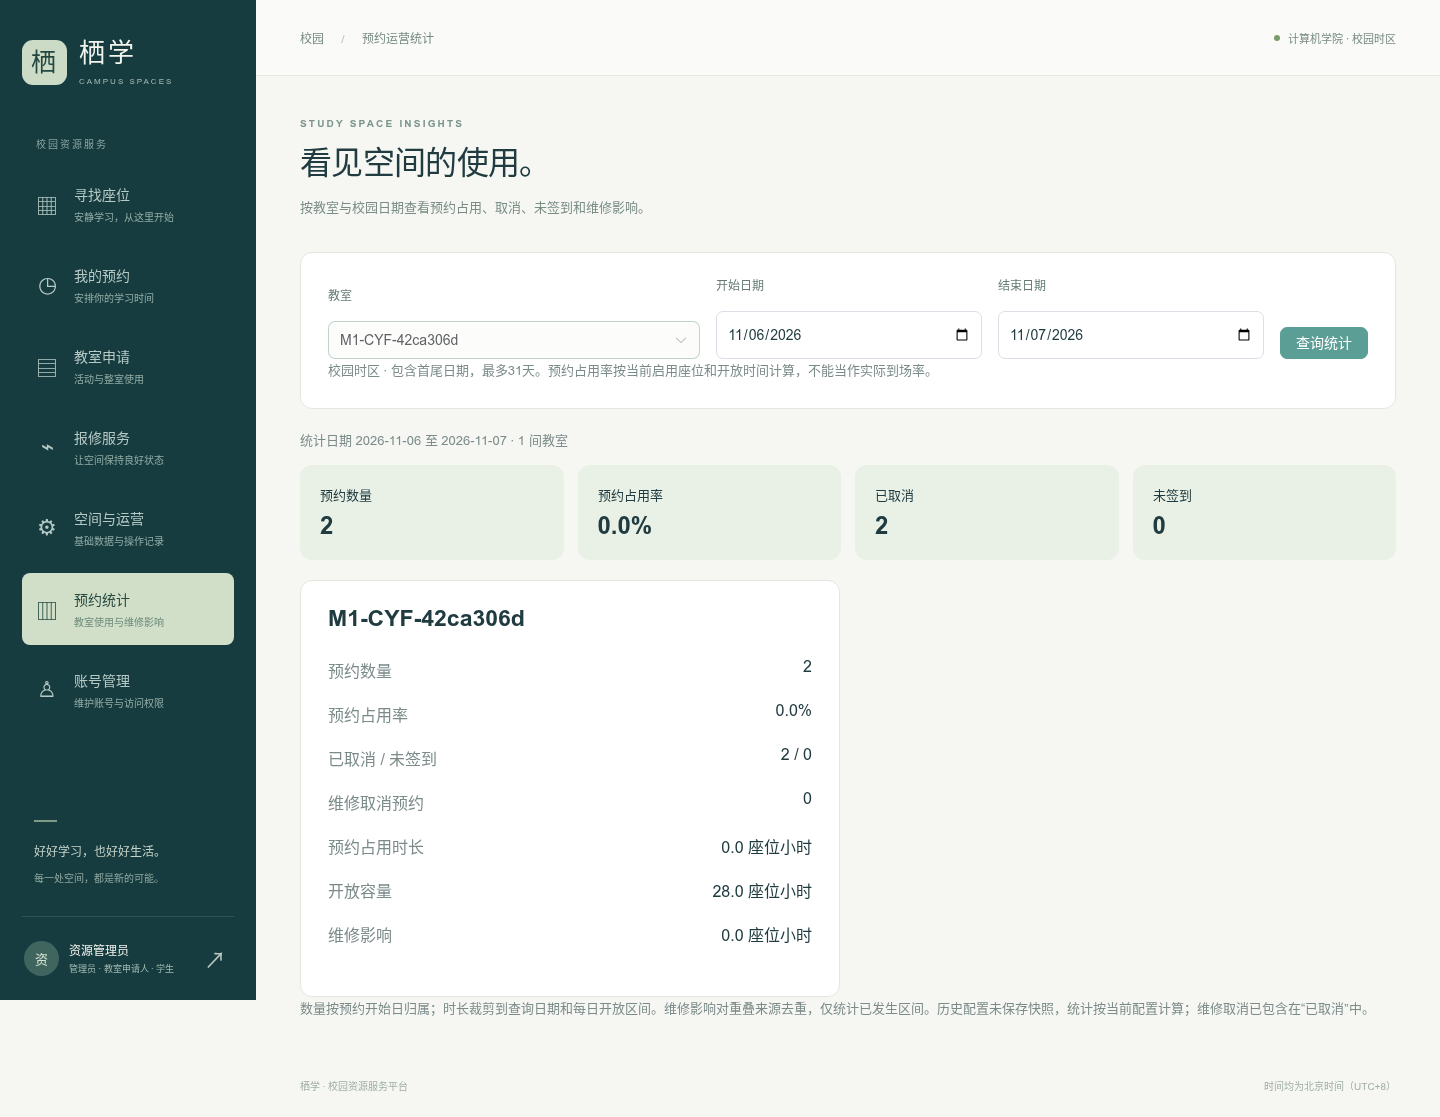 栖 栖学
CAMPUS SPACES
校园资源服务
寻找座位
安静学习，从这里开始
我的预约
安排你的学习时间
教室申请
活动与整室使用
报修服务
让空间保持良好状态
空间与运营
基础数据与操作记录
预约统计
教室使用与维修影响
账号管理
维护账号与访问权限
好好学习，也好好生活。
每一处空间，都是新的可能。
资 资源管理员
管理员 · 教室申请人 · 学生
校园 / 预约运营统计
计算机学院 · 校园时区
STUDY SPACE INSIGHTS
看见空间的使用。
按教室与校园日期查看预约占用、取消、未签到和维修影响。
教室
M1-CYF-42ca306d
开始日期
11/06/2026
结束日期
11/07/2026
查询统计
校园时区 · 包含首尾日期，最多31天。预约占用率按当前启用座位和开放时间计算，不能当作实际到场率。
统计日期 2026-11-06 至 2026-11-07 · 1 间教室
预约数量
2
预约占用率
0.0%
已取消
2
未签到
0
M1-CYF-42ca306d
预约数量 2
预约占用率 0.0%
已取消 / 未签到 2 / 0
维修取消预约 0
预约占用时长 0.0 座位小时
开放容量 28.0 座位小时
维修影响 0.0 座位小时
数量按预约开始日归属；时长裁剪到查询日期和每日开放区间。维修影响对重叠来源去重，仅统计已发生区间。历史配置未保存快照，统计按当前配置计算；维修取消已包含在“已取消”中。
栖学 · 校园资源服务平台
时间均为北京时间（UTC+8）